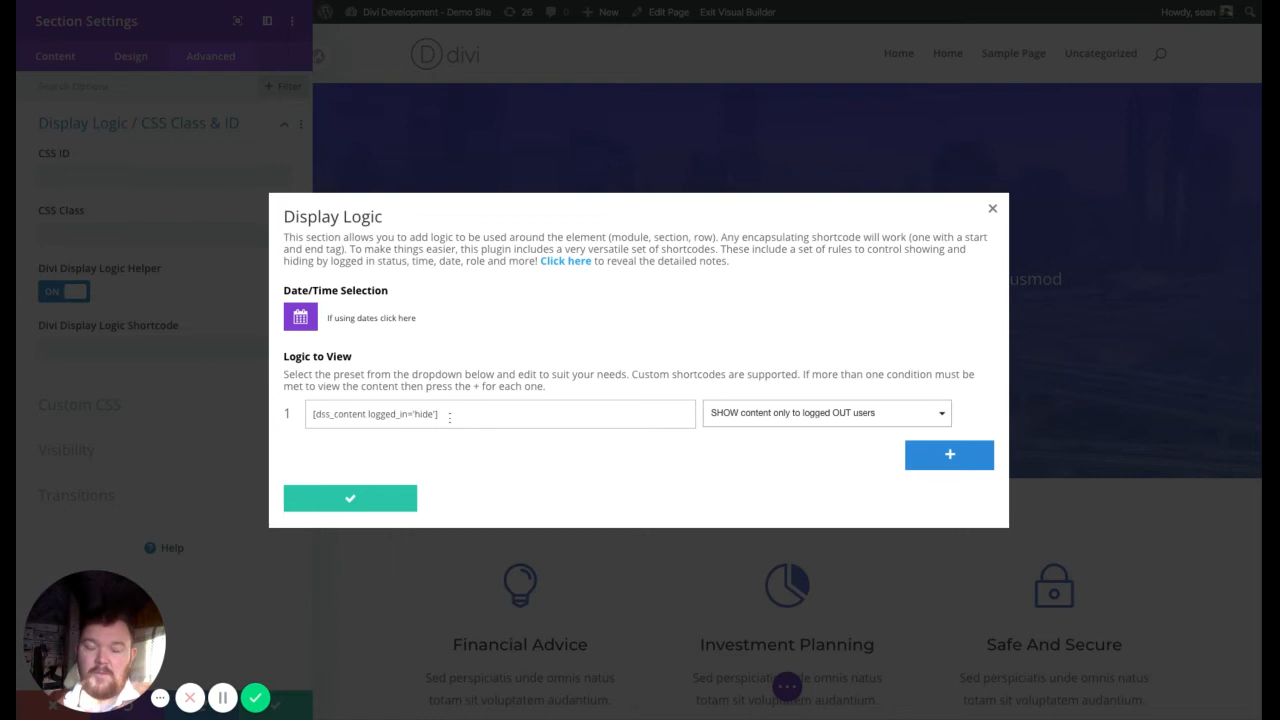 Section Settings
Divi Development - Demo Site
26
0
New
Edit Page
Exit Visual Builder
Howdy, sean
Content
Design
Advanced
D divi
Home
Home
Sample Page
Uncategorized
Search Options
+ Filter
Display Logic / CSS Class & ID
CSS ID
CSS Class
Divi Display Logic Helper
ON
Divi Display Logic Shortcode
Custom CSS
Visibility
Transitions
? Help
usmod
Display Logic
×
This section allows you to add logic to be used around the element (module, section, row). Any encapsulating shortcode will work (one with a start
and end tag). To make things easier, this plugin includes a very versatile set of shortcodes. These include a set of rules to control showing and
hiding by logged in status, time, date, role and more! Click here to reveal the detailed notes.
Date/Time Selection
If using dates click here
Logic to View
Select the preset from the dropdown below and edit to suit your needs. Custom shortcodes are supported. If more than one condition must be
met to view the content then press the + for each one.
1
[dss_content logged_in='hide']
SHOW content only to logged OUT users
+
Financial Advice
Investment Planning
Safe And Secure
Sed perspiciatis unde omnis natus
totam sit voluptatem audantium.
Sed perspiciatis unde omnis natus
totam sit voluptatem audantium.
Sed perspiciatis unde omnis natus
totam sit voluptatem audantium.